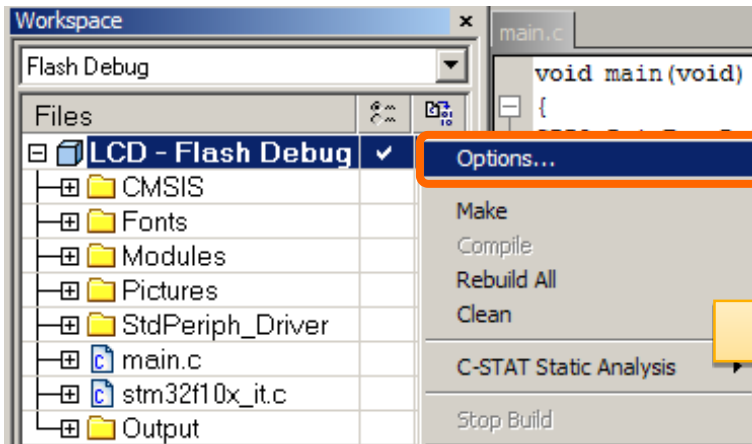 Workspace
Flash Debug
Files
LCD - Flash Debug
CMSIS
Fonts
Modules
Pictures
StdPeriph_Driver
main.c
stm32f10x_it.c
Output
main.c
void main(void)
{
Options...
Make
Compile
Rebuild All
Clean
C-STAT Static Analysis
Stop Build